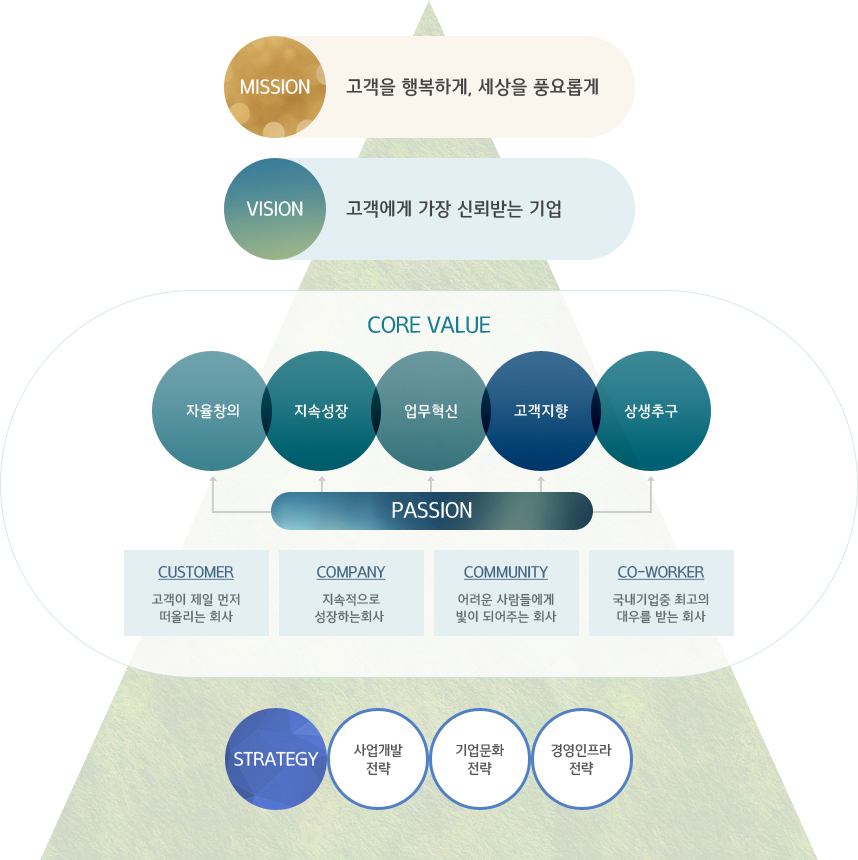 MISSION
고객을 행복하게, 세상을 풍요롭게
VISION
고객에게 가장 신뢰받는 기업
CORE VALUE
자율창의
지속성장
업무혁신
고객지향
상생추구
PASSION
CUSTOMER
고객이 제일 먼저
떠올리는 회사
COMPANY
지속적으로
성장하는회사
COMMUNITY
어려운 사람들에게
빛이 되어주는 회사
CO-WORKER
국내기업중 최고의
대우를 받는 회사
STRATEGY
사업개발
전략
기업문화
전략
경영인프라
전략